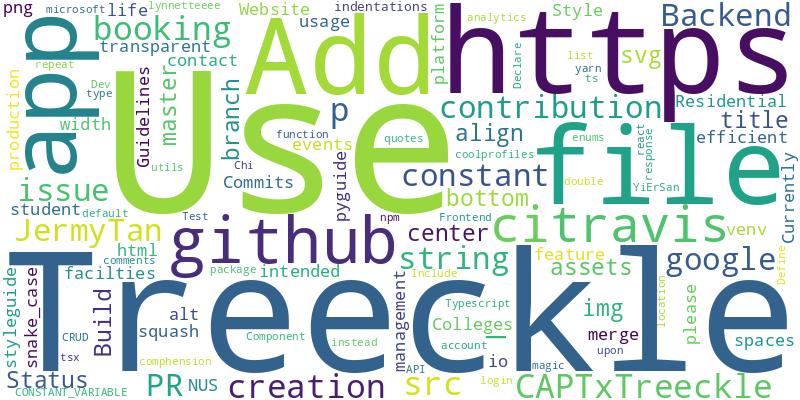 png
microsoft
life
lynnetteeee
indentations
Add
https
Style
analytics
Backend
app
booking
Website
usage
transparent
contact
platform
Declare
list
svg
yarn
ts
repeat
Dev
type
production
Guidelines
master
branch
Use
p
contribution
Residential
title
file
efficient
width
function
events
quotes
align
enums
react
response
utils
Commits
pyguide
Chi
coolprofiles
constant
double
YiErSan
Currently
issue
student
default
bottom
Test
npm
Frontend
citravis
venv
JermyTan
github
center
html
comments
facilties
package
intended
string
include
feature
assets
google
Define
Treeckle
styleguide
snake_case
Build
CRUD
tsx
alt
squash
Component
instead
management
Typescript
Colleges
account
API
_
io
img
merge
magic
upon
location
please
spaces
Status
CONSTANT_VARIABLE
PR
NUS
creation
comphension
src
login
CAPTxTreeckle